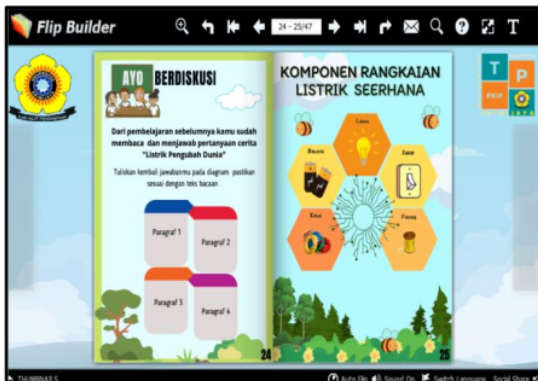 Flip Builder
24 - 25/47
AYO BERDISKUSI
Dari pembelajaran sebelumnya kamu sudah
membaca dan menjawab pertanyaan cerita
"Listrik Pengubah Dunia"
Tuliskan kembali jawabanmu pada diagram pastikan
sesuai dengan teks bacaan .
Paragraf 1
Paragraf 2
Paragraf 3
Paragraf 4
24
KOMPONEN RANGKAIAN
LISTRIK SEERHANA
25
T
P
FKIP
THUMBNAILS
Auto Flip
Sound On
Switch Language
Social Share